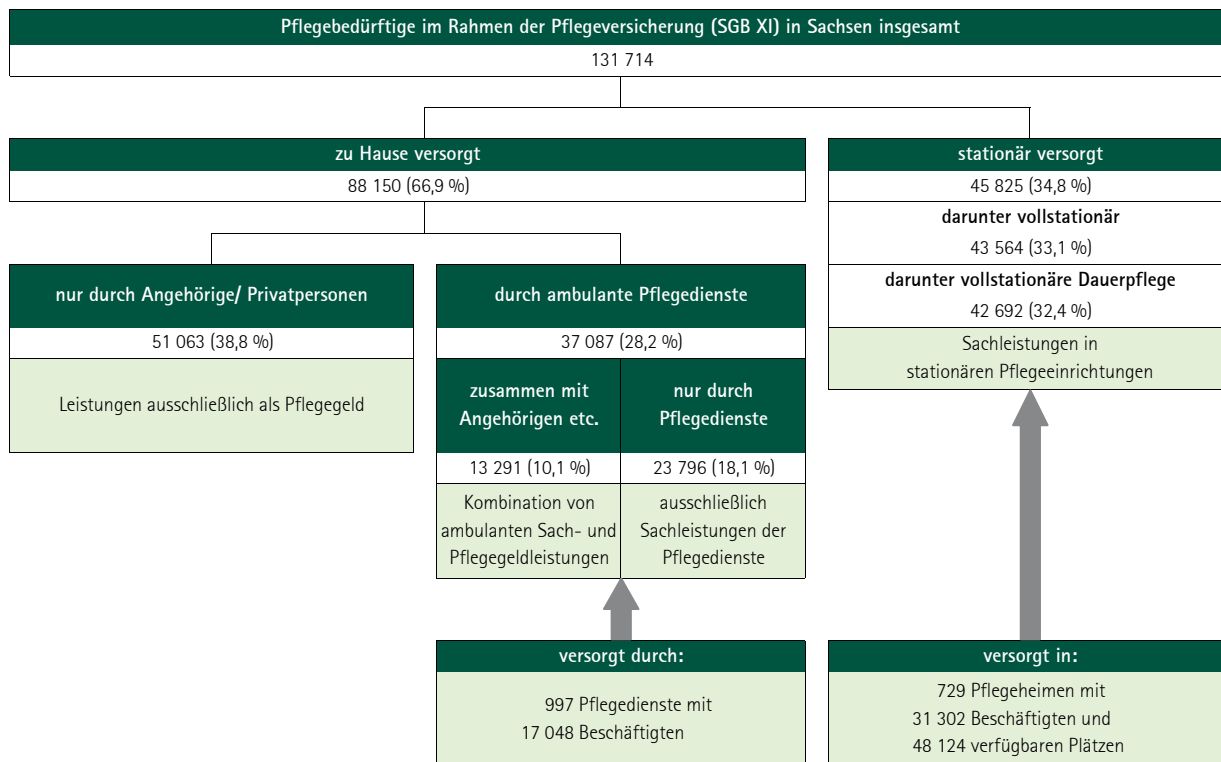 Pflegebedürftige im Rahmen der Pflegeversicherung (SGB XI) in Sachsen insgesamt
131 714
zu Hause versorgt
88 150 (66,9 %)
stationär versorgt
45 825 (34,8 %)
darunter vollstationär
43 564 (33,1 %)
darunter vollstationäre Dauerpflege
42 692 (32,4 %)
Sachleistungen in
stationären Pflegeeinrichtungen
nur durch Angehörige/ Privatpersonen
51 063 (38,8 %)
Leistungen ausschließlich als Pflegegeld
durch ambulante Pflegedienste
37 087 (28,2 %)
zusammen mit
Angehörigen etc.
13 291 (10,1 %)
Kombination von
ambulanten Sach- und
Pflegegeldleistungen
nur durch
Pflegedienste
23 796 (18,1 %)
ausschließlich
Sachleistungen der
Pflegedienste
versorgt durch:
997 Pflegedienste mit
17 048 Beschäftigten
versorgt in:
729 Pflegeheimen mit
31 302 Beschäftigten und
48 124 verfügbaren Plätzen